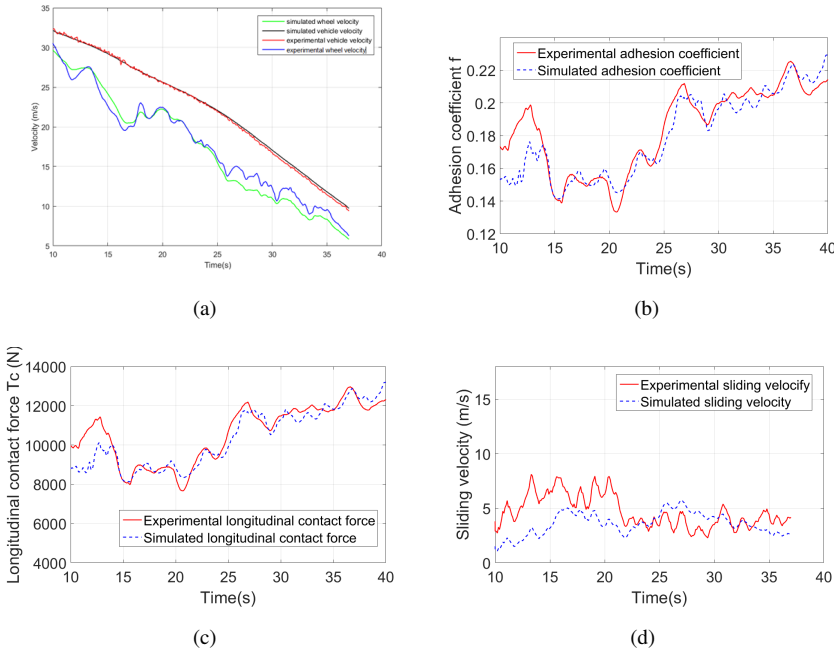 simulated wheel velocity
simulated vehicle velocity
experimental vehicle velocity
experimental wheel velocity
Velocity (m/s)
35
30
25
20
15
10
5
10 15 20 25 30 35 40
Time(s)
(a)
Experimental adhesion coefficient
Simulated adhesion coefficient
Adhesion coefficient f
0.22
0.2
0.18
0.16
0.14
0.12
10 15 20 25 30 35 40
Time(s)
(b)
Longitudinal contact force Tc (N)
14000
12000
10000
8000
6000
4000
Experimental longitudinal contact force
Simulated longitudinal contact force
10 15 20 25 30 35 40
Time(s)
(c)
Experimental sliding velocify
Simulated sliding velocity
Sliding velocity (m/s)
15
10
5
0
10 15 20 25 30 35 40
Time(s)
(d)